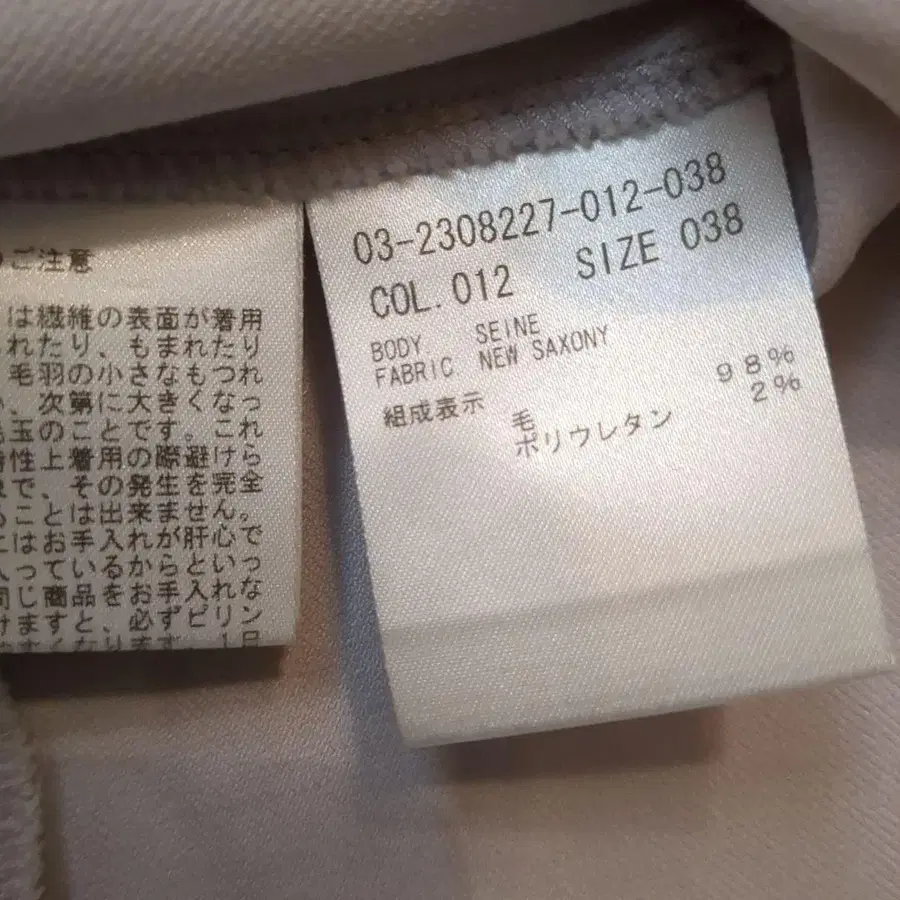 ご注意
は繊維の表面が着用
れたり、もまれたり
毛羽の小さなもつれ
、次第に大きくなっ
玉のことです。これ
特性上着用の際避けら
で、その発生を完全
ることは出来ません。
にはお手入れが肝心で
入っているからといっ
同じ商品をお手入れな
けますと、必ずピリン
03-2308227-012-038
COL. 012 SIZE 038
BODY SEINE
FABRIC NEW SAXONY
組成表示
毛 98%
ポリウレタン 2%